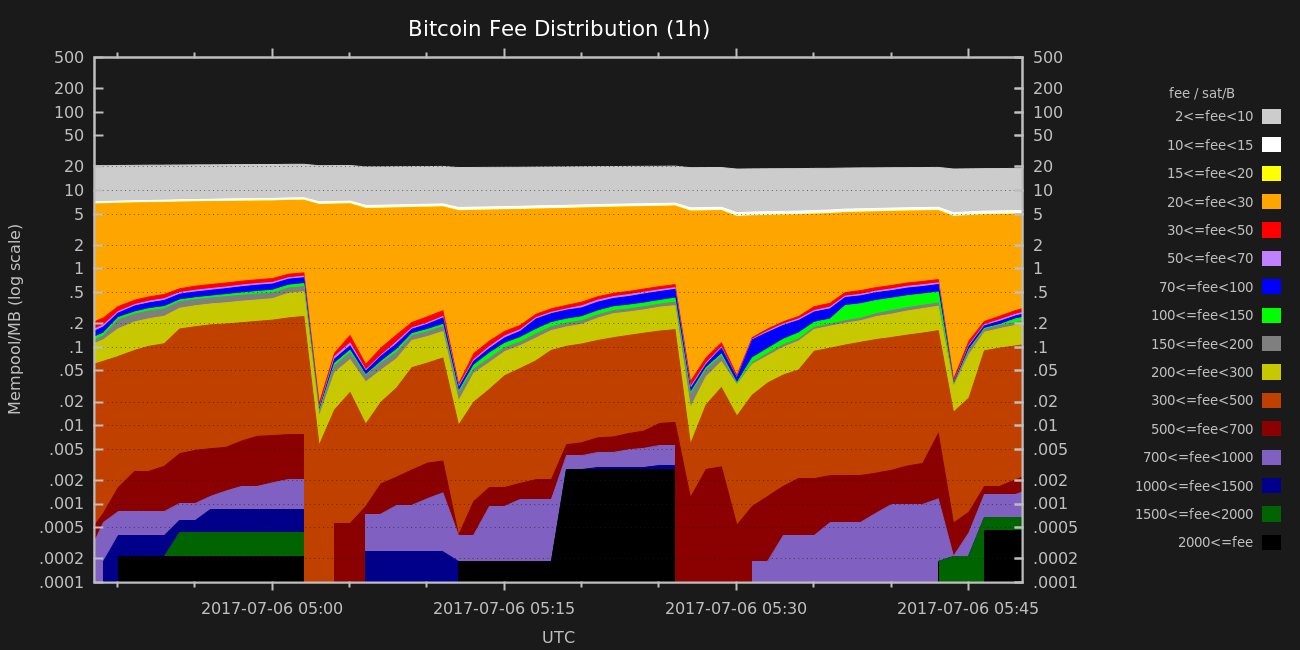 Bitcoin Fee Distribution (1h)
500
200
100
50
20
10
5
2
1
.5
.2
.1
.05
.02
.01
.005
.002
.001
.0005
.0002
.0001
Mempool/MB (log scale)
500
200
100
50
20
10
5
2
1
.5
.2
.1
.05
.02
.01
.005
.002
.001
.0005
.0002
.0001
2017-07-06 05:00
2017-07-06 05:15
2017-07-06 05:30
2017-07-06 05:45
UTC
fee / sat/B
2<=fee<10
10<=fee<15
15<=fee<20
20<=fee<30
30<=fee<50
50<=fee<70
70<=fee<100
100<=fee<150
150<=fee<200
200<=fee<300
300<=fee<500
500<=fee<700
700<=fee<1000
1000<=fee<1500
1500<=fee<2000
2000<=fee